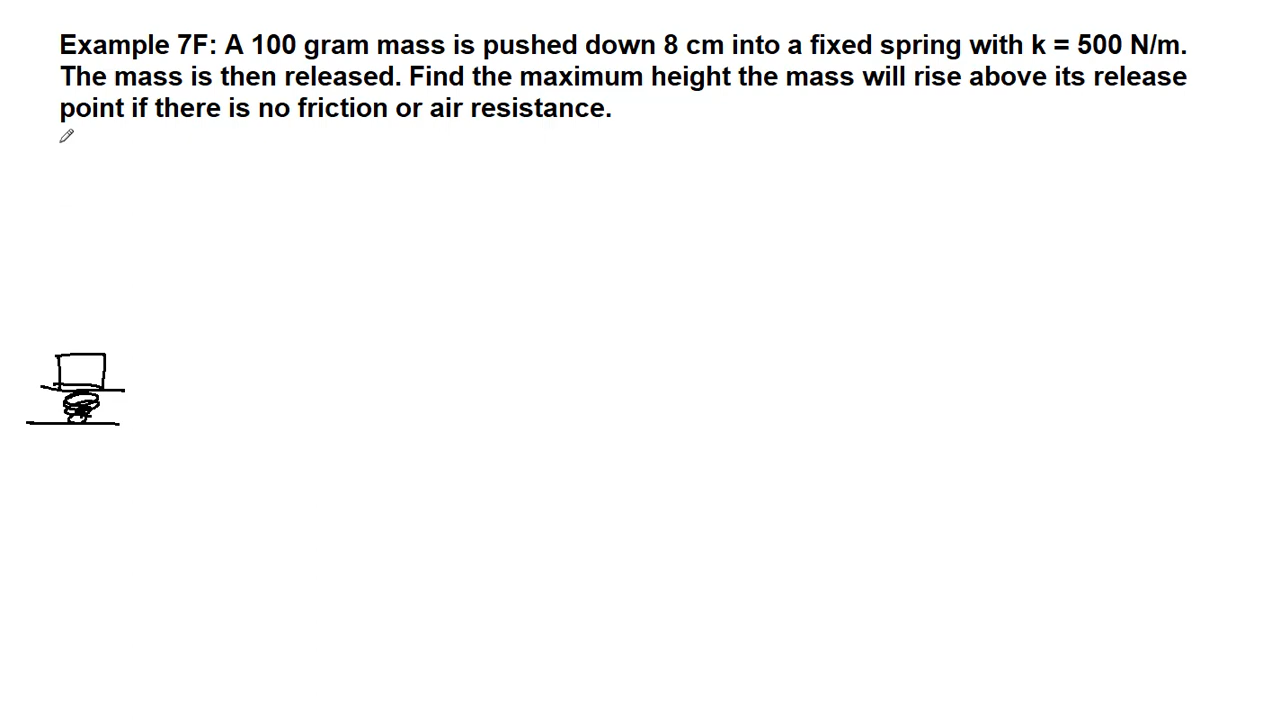 Example 7F: A 100 gram mass is pushed down 8 cm into a fixed spring with k = 500 N/m.
The mass is then released. Find the maximum height the mass will rise above its release
point if there is no friction or air resistance.